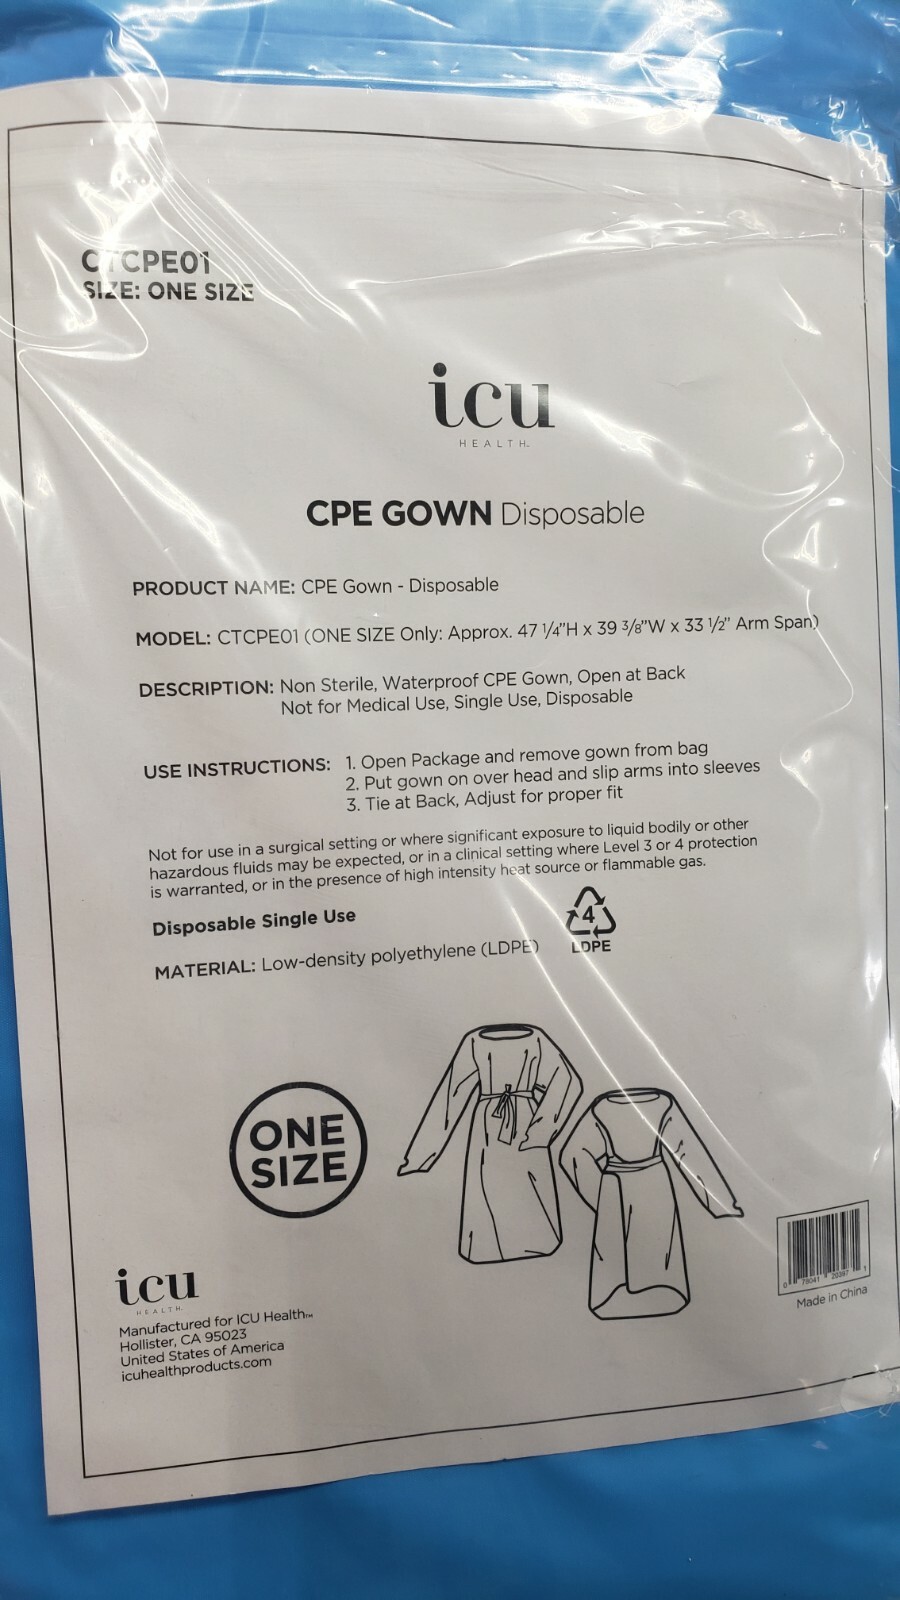 CTCPE01
SIZE: ONE SIZE
icu
HEALTH™
CPE GOWN Disposable
PRODUCT NAME: CPE Gown - Disposable
MODEL: CTCPE01 (ONE SIZE Only: Approx. 47 1/4"H x 39 3/8"W x 33 1/2" Arm Span)
DESCRIPTION: Non Sterile, Waterproof CPE Gown, Open at Back
Not for Medical Use, Single Use, Disposable
USE INSTRUCTIONS: 1. Open Package and remove gown from bag
2. Put gown on over head and slip arms into sleeves
3. Tie at Back, Adjust for proper fit
Not for use in a surgical setting or where significant exposure to liquid bodily or other
hazardous fluids may be expected, or in a clinical setting where Level 3 or 4 protection
is warranted, or in the presence of high intensity heat source or flammable gas.
Disposable Single Use
4
LDPE
MATERIAL: Low-density polyethylene (LDPE)
ONE
SIZE
icu
HEALTH™
Manufactured for ICU Health™
Hollister, CA 95023
United States of America
icuhealthproducts.com
Made in China